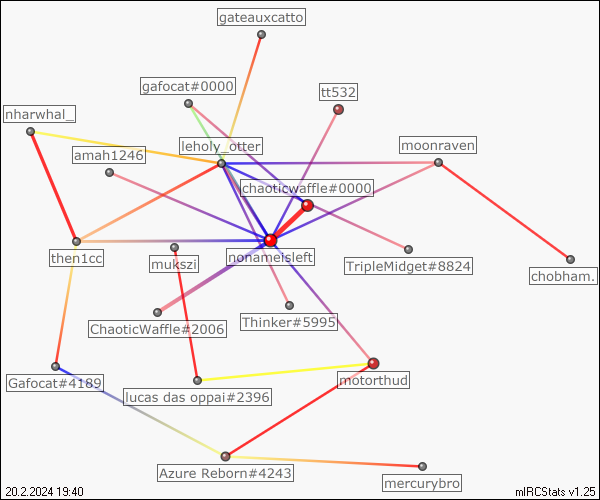 gateauxcatto
gafocat#0000
tt532
nharwhal_
leholy_otter
moonraven
amah1246
chaoticwaffle#0000
then1cc
mukszi
nonameisleft
TripleMidget#8824
chobham.
ChaoticWaffle#2006
Thinker#5995
Gafocat#4189
lucas das oppai#2396
motorthud
Azure Reborn#4243
mercurybro
20.2.2024 19:40
mIRCStats v1.25